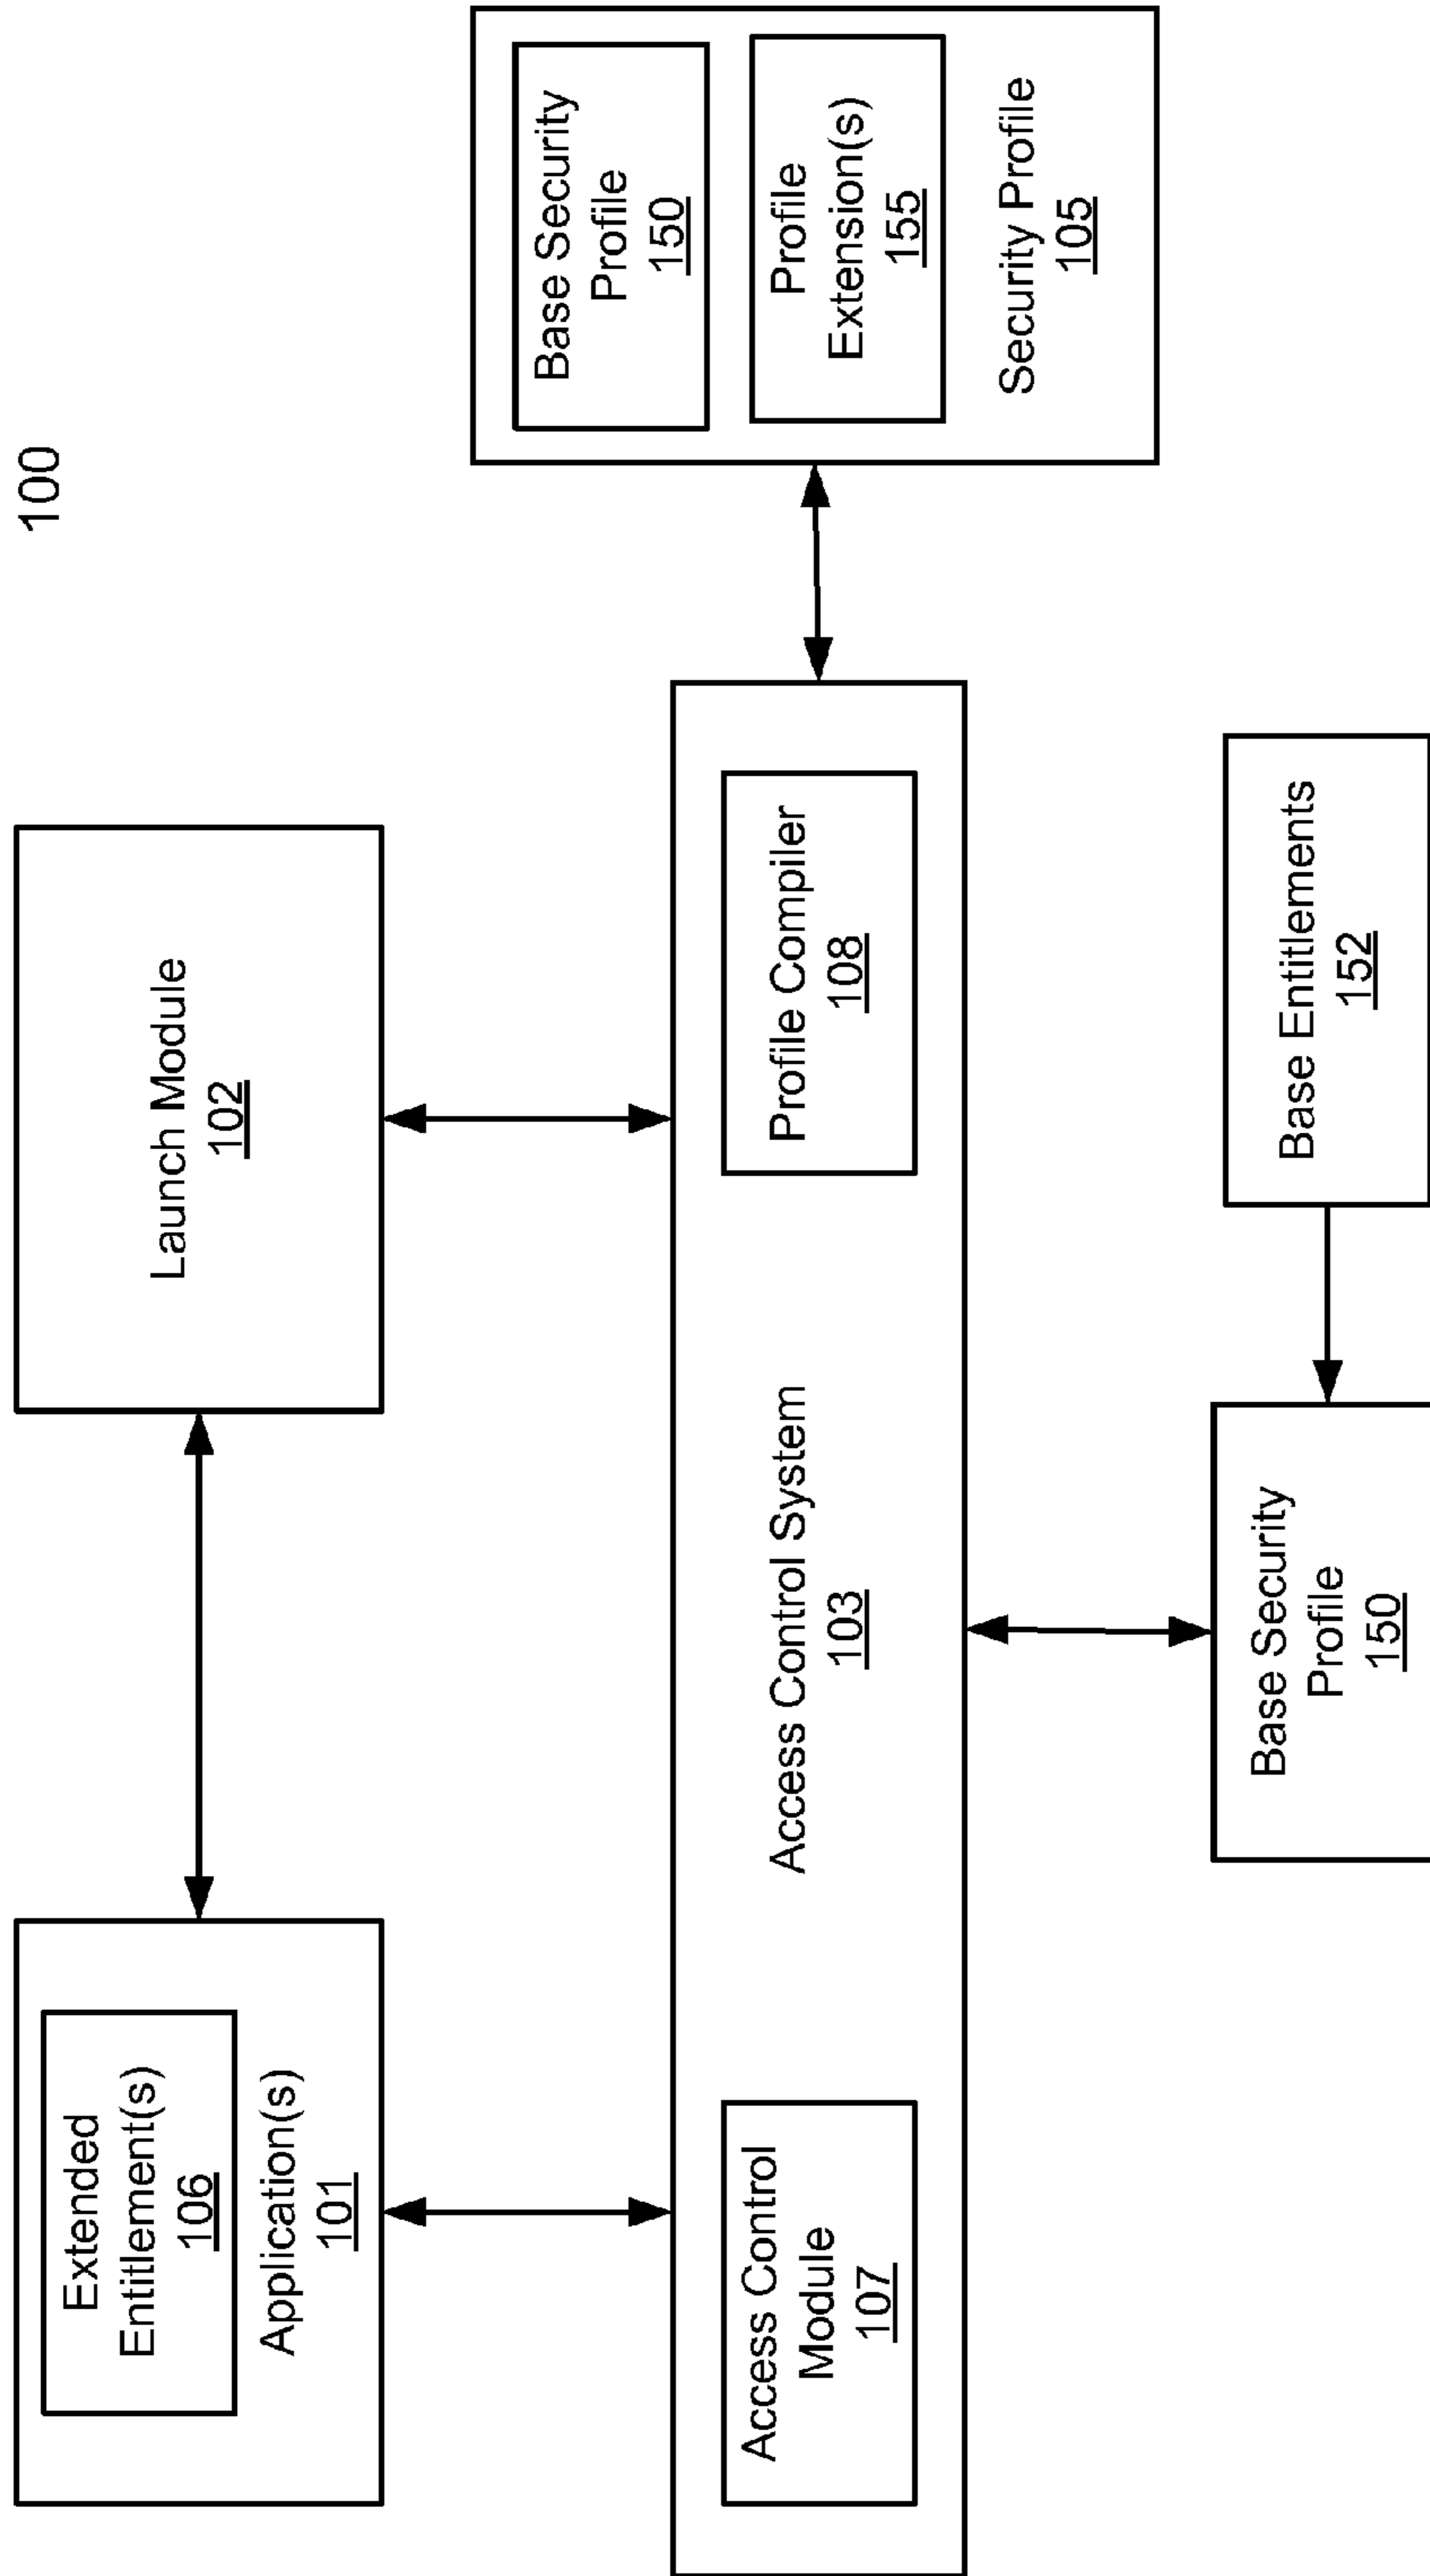 100
Extended
Entitlement(s)
106
Application(s)
101
Launch Module
102
Access Control
Module
107
Access Control System
103
Profile Compiler
108
Base Security
Profile
150
Profile
Extension(s)
155
Security Profile
105
Base Security
Profile
150
Base Entitlements
152